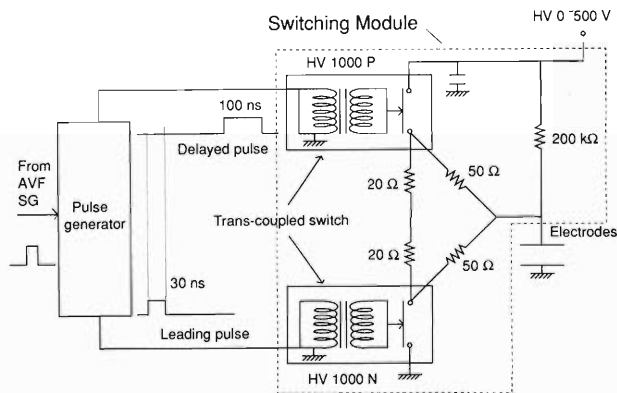 Switching Module
HV 0~500 V
HV 1000 P
100 ns
Delayed pulse
200 kΩ
From
AVF
SG
Pulse
generator
20 Ω
50 Ω
Trans-coupled switch
Electrodes
20 Ω
50 Ω
30 ns
Leading pulse
HV 1000 N